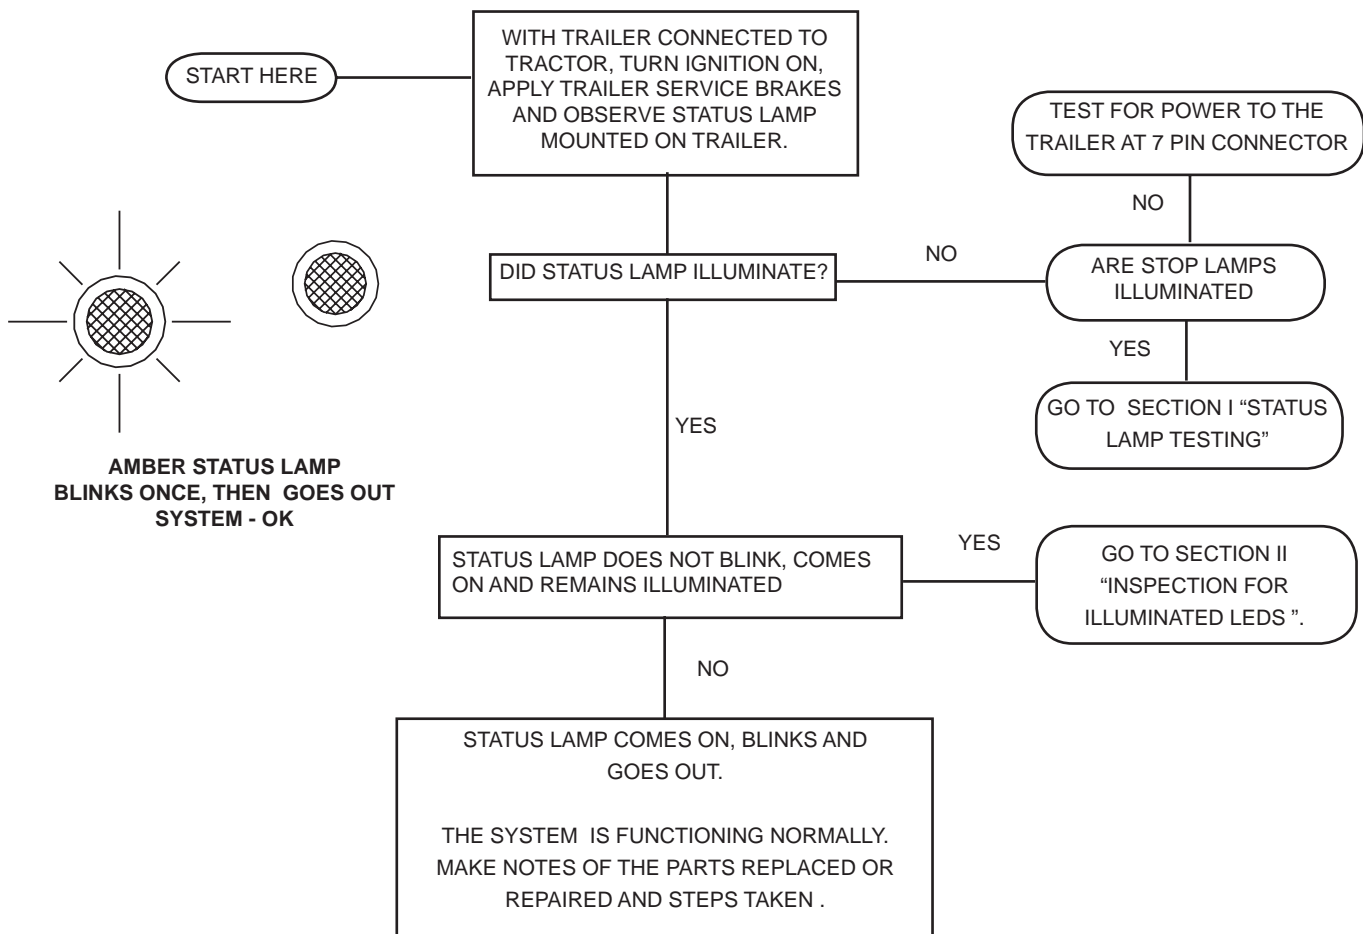 START HERE
WITH TRAILER CONNECTED TO
TRACTOR, TURN IGNITION ON,
APPLY TRAILER SERVICE BRAKES
AND OBSERVE STATUS LAMP
MOUNTED ON TRAILER.
TEST FOR POWER TO THE
TRAILER AT 7 PIN CONNECTOR
NO
DID STATUS LAMP ILLUMINATE?
NO
ARE STOP LAMPS
ILLUMINATED
YES
GO TO SECTION I “STATUS
LAMP TESTING”
YES
AMBER STATUS LAMP
BLINKS ONCE, THEN GOES OUT
SYSTEM - OK
STATUS LAMP DOES NOT BLINK, COMES
ON AND REMAINS ILLUMINATED
YES
GO TO SECTION II
“INSPECTION FOR
ILLUMINATED LEDS ”.
NO
STATUS LAMP COMES ON, BLINKS AND
GOES OUT.
THE SYSTEM IS FUNCTIONING NORMALLY.
MAKE NOTES OF THE PARTS REPLACED OR
REPAIRED AND STEPS TAKEN .